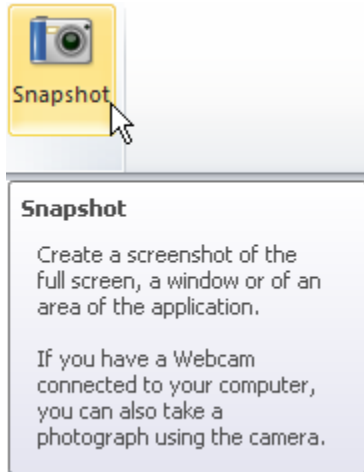 Snapshot
Snapshot
Create a screenshot of the
full screen, a window or of an
area of the application.
If you have a Webcam
connected to your computer,
you can also take a
photograph using the camera.